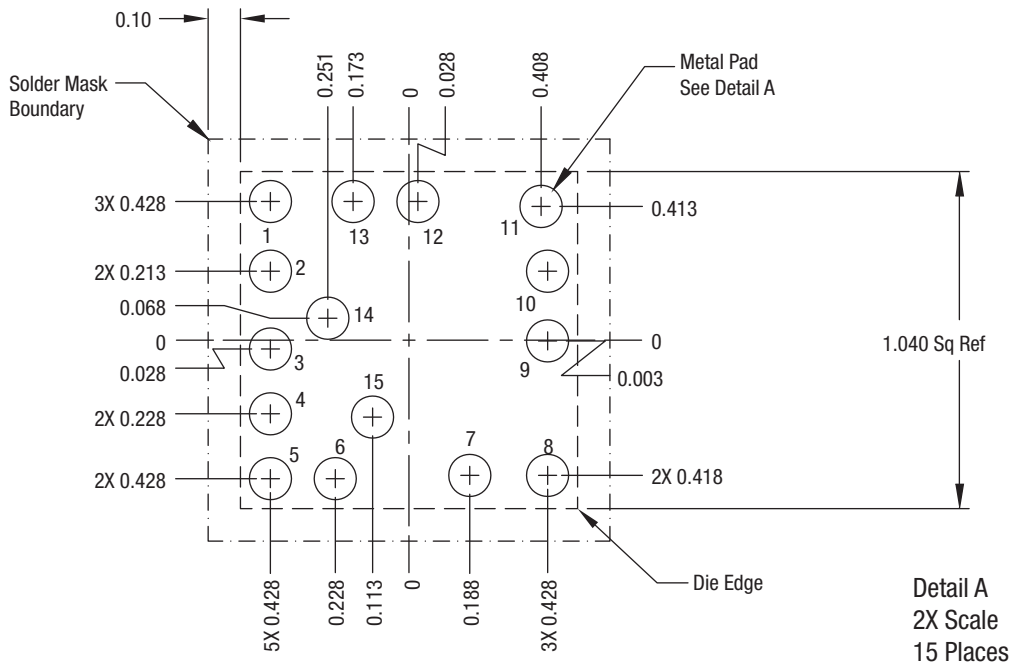 0.10
Solder Mask
Boundary
0.251
0.173
0
0.028
0.408
Metal Pad
See Detail A
3X 0.428
1
13
12
11
0.413
2X 0.213
2
10
0.068
14
0
0
1.040 Sq Ref
0.028
3
9
0.003
15
2X 0.228
4
2X 0.428
5
6
7
8
2X 0.418
5X 0.428
0.228
0.113
0
0.188
3X 0.428
Die Edge
Detail A
2X Scale
15 Places